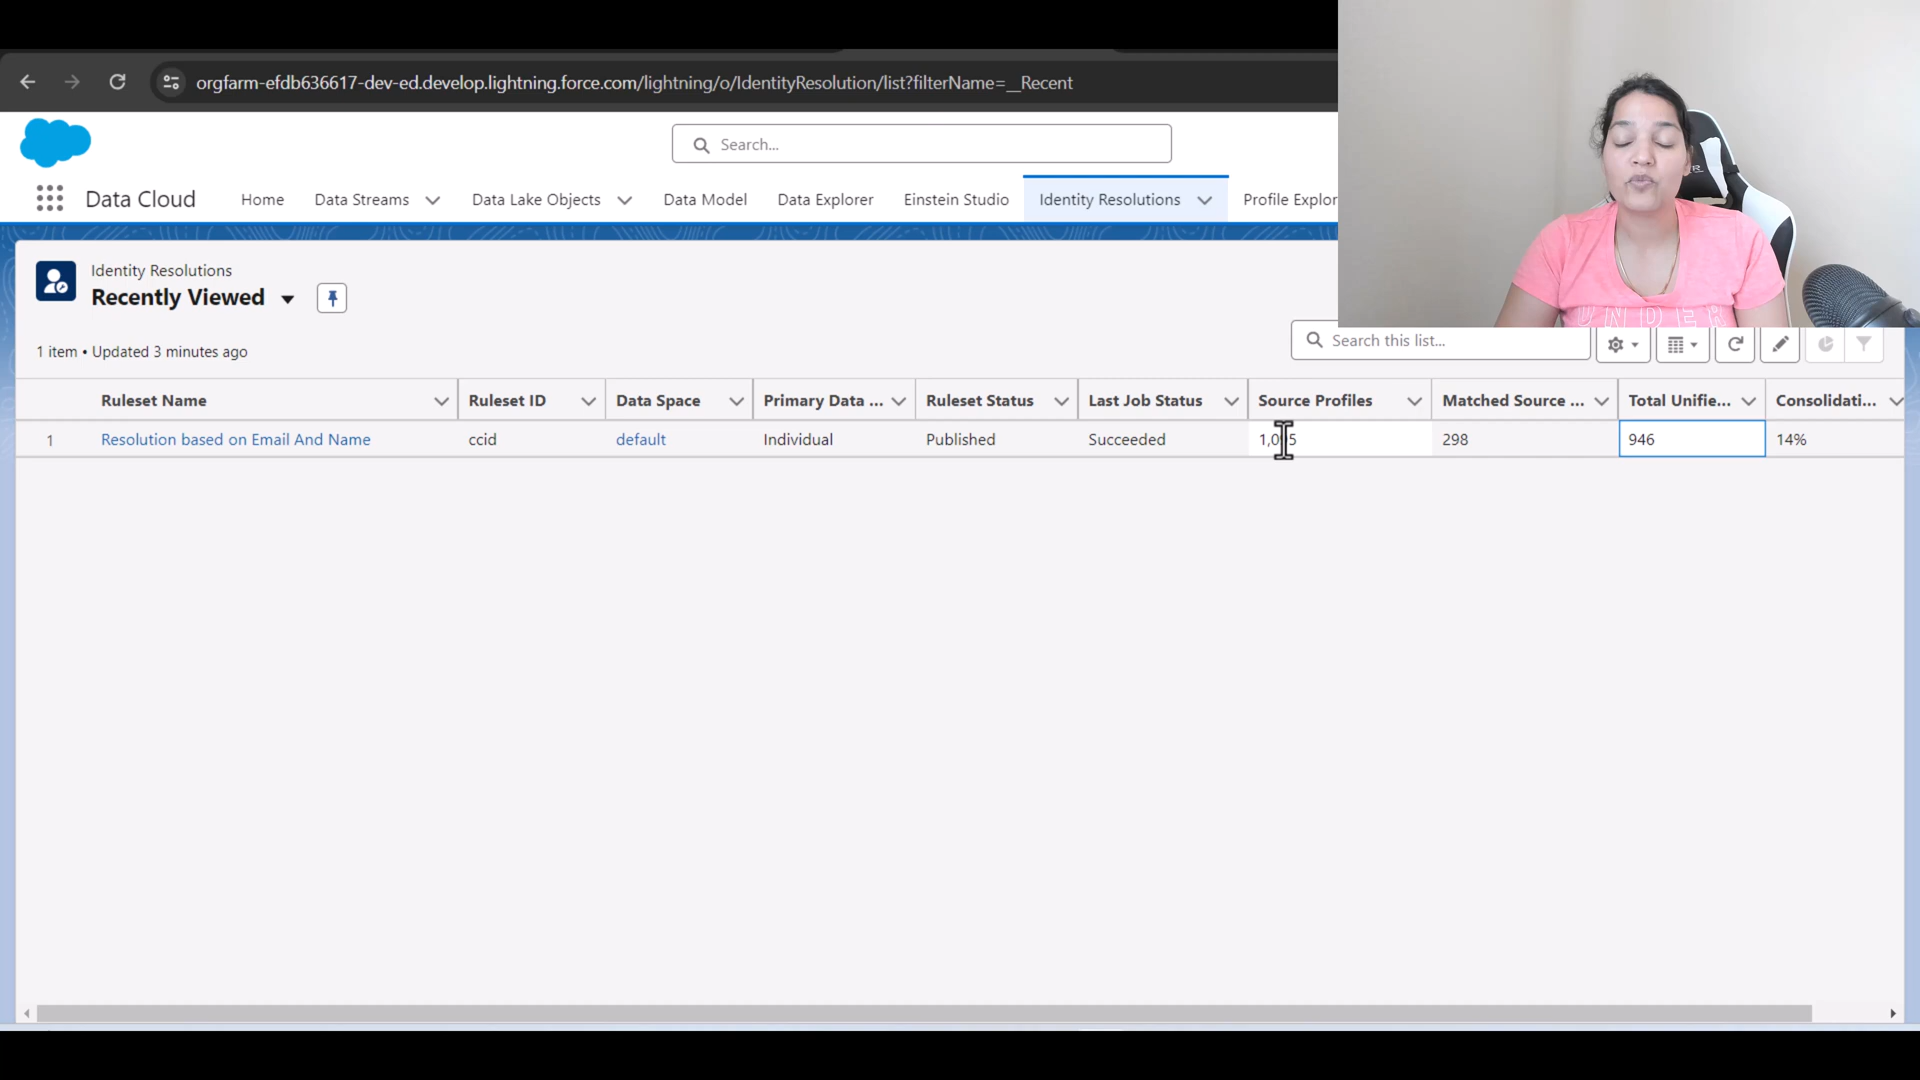 orgfarm-efdb636617-dev-ed.develop.lightning.force.com/lightning/o/IdentityResolution/list?filterName=__Recent
Search...
Data Cloud Home Data Streams Data Lake Objects Data Model Data Explorer Einstein Studio Identity Resolutions Profile Explor
Identity Resolutions
Recently Viewed
1 item • Updated 3 minutes ago
Search this list...
Ruleset Name Ruleset ID Data Space Primary Data ... Ruleset Status Last Job Status Source Profiles Matched Source ... Total Unifie... Consolidati...
1 Resolution based on Email And Name ccid default Individual Published Succeeded 298 946 14%
UNDER